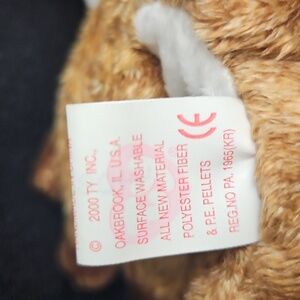 © 2000 TY INC.,
OAKBROOK, IL U.S.A.
SURFACE WASHABLE
ALL NEW MATERIAL
POLYESTER FIBER CE
& P.E. PELLETS
REG.NO PA. 1965(KR)